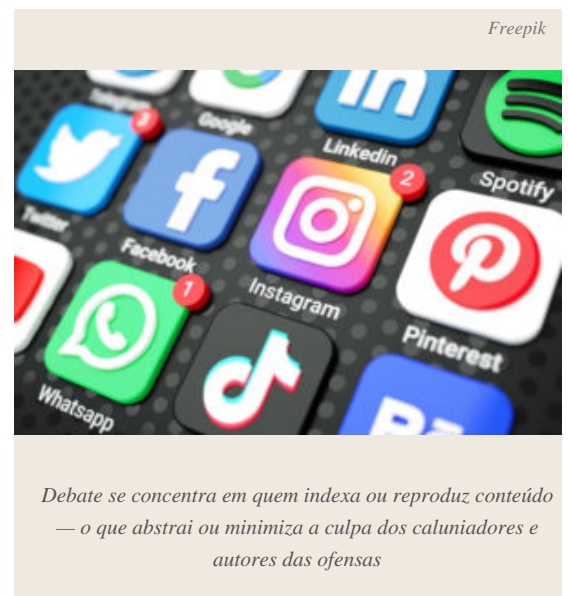 Freepik
Telegram
Google
Linkedin
Spotify
3
2
Twitter
Facebook
Instagram
Pinterest
1
Whatsapp
Debate se concentra em quem indexa ou reproduz conteúdo
— o que abstrai ou minimiza a culpa dos caluniadores e
autores das ofensas